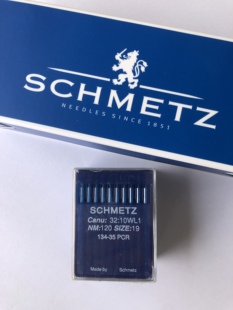 SCHMETZ
NEEDLES SINCE 1851
SCHMETZ
Canu: 32:10WL1
NM:120 SIZE:19
134-35 PCR
Made by Schmetz